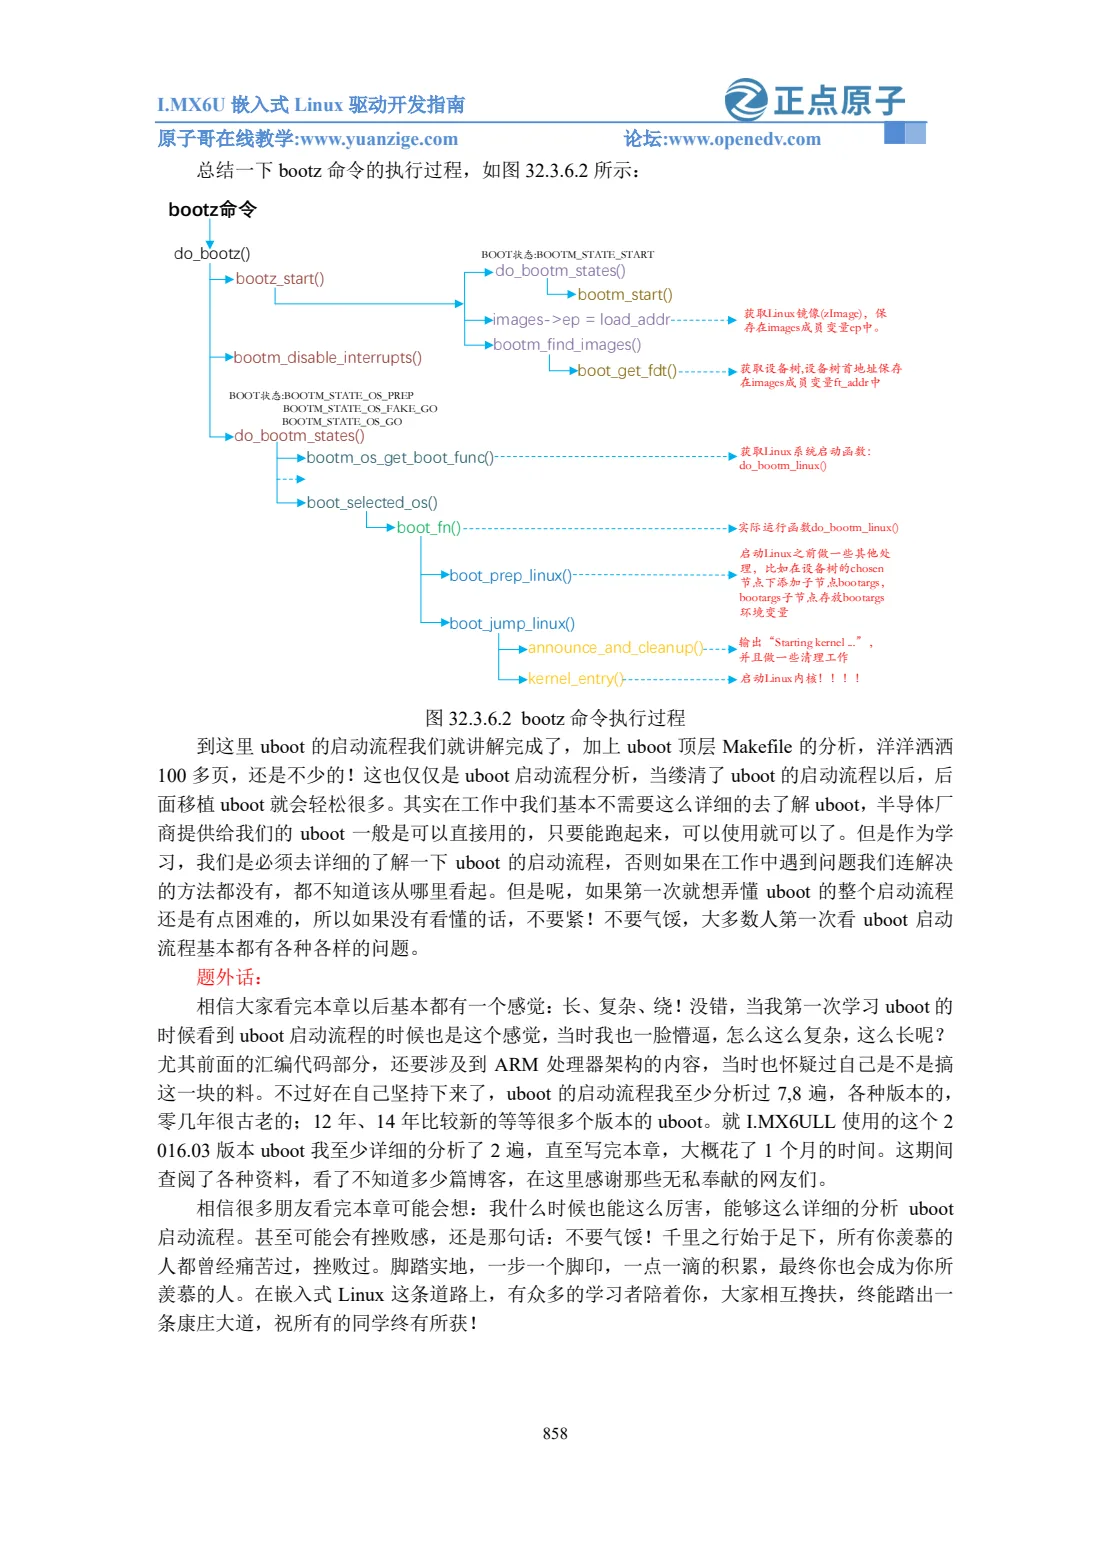 I.MX6U 嵌入式 Linux 驱动开发指南
正点原子
原子哥在线教学:www.yuanzige.com 论坛:www.openedv.com
总结一下 bootz 命令的执行过程，如图 32.3.6.2 所示：
bootz命令
do_bootz()
bootz_start()
BOOT状态:BOOTM_STATE_START
do_bootm_states()
bootm_start()
images->ep = load_addr
获取Linux镜像(zImage)，保
存在images成员变量ep中。
bootm_find_images()
bootm_disable_interrupts()
boot_get_fdt()
获取设备树,设备树首地址保存
在images成员变量ft_addr中
BOOT状态:BOOTM_STATE_OS_PREP
BOOTM_STATE_OS_FAKE_GO
BOOTM_STATE_OS_GO
do_bootm_states()
bootm_os_get_boot_func()
获取Linux系统启动函数：
do_bootm_linux()
boot_selected_os()
boot_fn()
实际运行函数do_bootm_linux()
boot_prep_linux()
启动Linux之前做一些其他处
理，比如在设备树的chosen
节点下添加子节点bootargs，
bootargs子节点存放bootargs
环境变量
boot_jump_linux()
announce_and_cleanup()
输出“Starting kernel ...”，
并且做一些清理工作
kernel_entry()
启动Linux内核！！！！
图 32.3.6.2 bootz 命令执行过程
到这里 uboot 的启动流程我们就讲解完成了，加上 uboot 顶层 Makefile 的分析，洋洋洒洒
100 多页，还是不少的！这也仅仅是 uboot 启动流程分析，当缕清了 uboot 的启动流程以后，后
面移植 uboot 就会轻松很多。其实在工作中我们基本不需要这么详细的去了解 uboot，半导体厂
商提供给我们的 uboot 一般是可以直接用的，只要能跑起来，可以使用就可以了。但是作为学
习，我们是必须去详细的了解一下 uboot 的启动流程，否则如果在工作中遇到问题我们连解决
的方法都没有，都不知道该从哪里看起。但是呢，如果第一次就想弄懂 uboot 的整个启动流程
还是有点困难的，所以如果没有看懂的话，不要紧！不要气馁，大多数人第一次看 uboot 启动
流程基本都有各种各样的问题。
题外话：
相信大家看完本章以后基本都有一个感觉：长、复杂、绕！没错，当我第一次学习 uboot 的
时候看到 uboot 启动流程的时候也是这个感觉，当时我也一脸懵逼，怎么这么复杂，这么长呢？
尤其前面的汇编代码部分，还要涉及到 ARM 处理器架构的内容，当时也怀疑过自己是不是搞
这一块的料。不过好在自己坚持下来了，uboot 的启动流程我至少分析过 7,8 遍，各种版本的，
零几年很古老的；12 年、14 年比较新的等等很多个版本的 uboot。就 I.MX6ULL 使用的这个 2
016.03 版本 uboot 我至少详细的分析了 2 遍，直至写完本章，大概花了 1 个月的时间。这期间
查阅了各种资料，看了不知道多少篇博客，在这里感谢那些无私奉献的网友们。
相信很多朋友看完本章可能会想：我什么时候也能这么厉害，能够这么详细的分析 uboot
启动流程。甚至可能会有挫败感，还是那句话：不要气馁！千里之行始于足下，所有你羡慕的
人都曾经痛苦过，挫败过。脚踏实地，一步一个脚印，一点一滴的积累，最终你也会成为你所
羡慕的人。在嵌入式 Linux 这条道路上，有众多的学习者陪着你，大家相互搀扶，终能踏出一
条康庄大道，祝所有的同学终有所获！
858